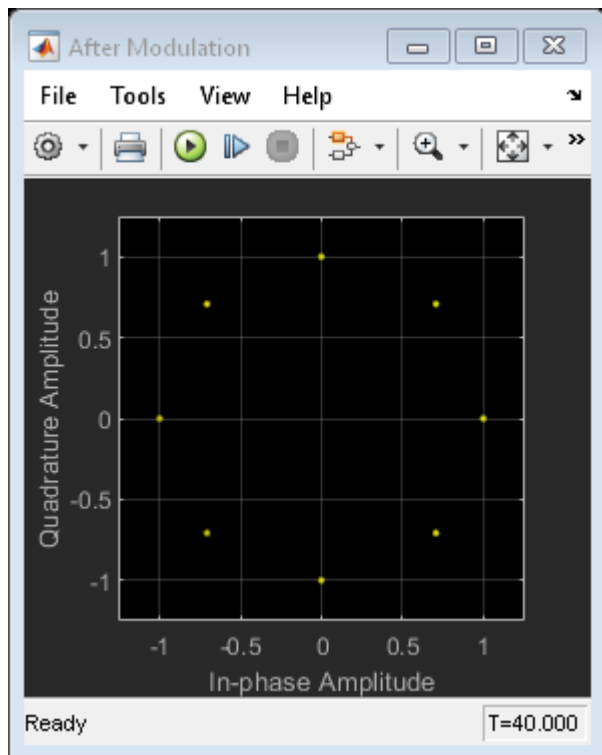 After Modulation
File Tools View Help
1
0.5
0
-0.5
-1
Quadrature Amplitude
-1 -0.5 0 0.5 1
In-phase Amplitude
Ready T=40.000